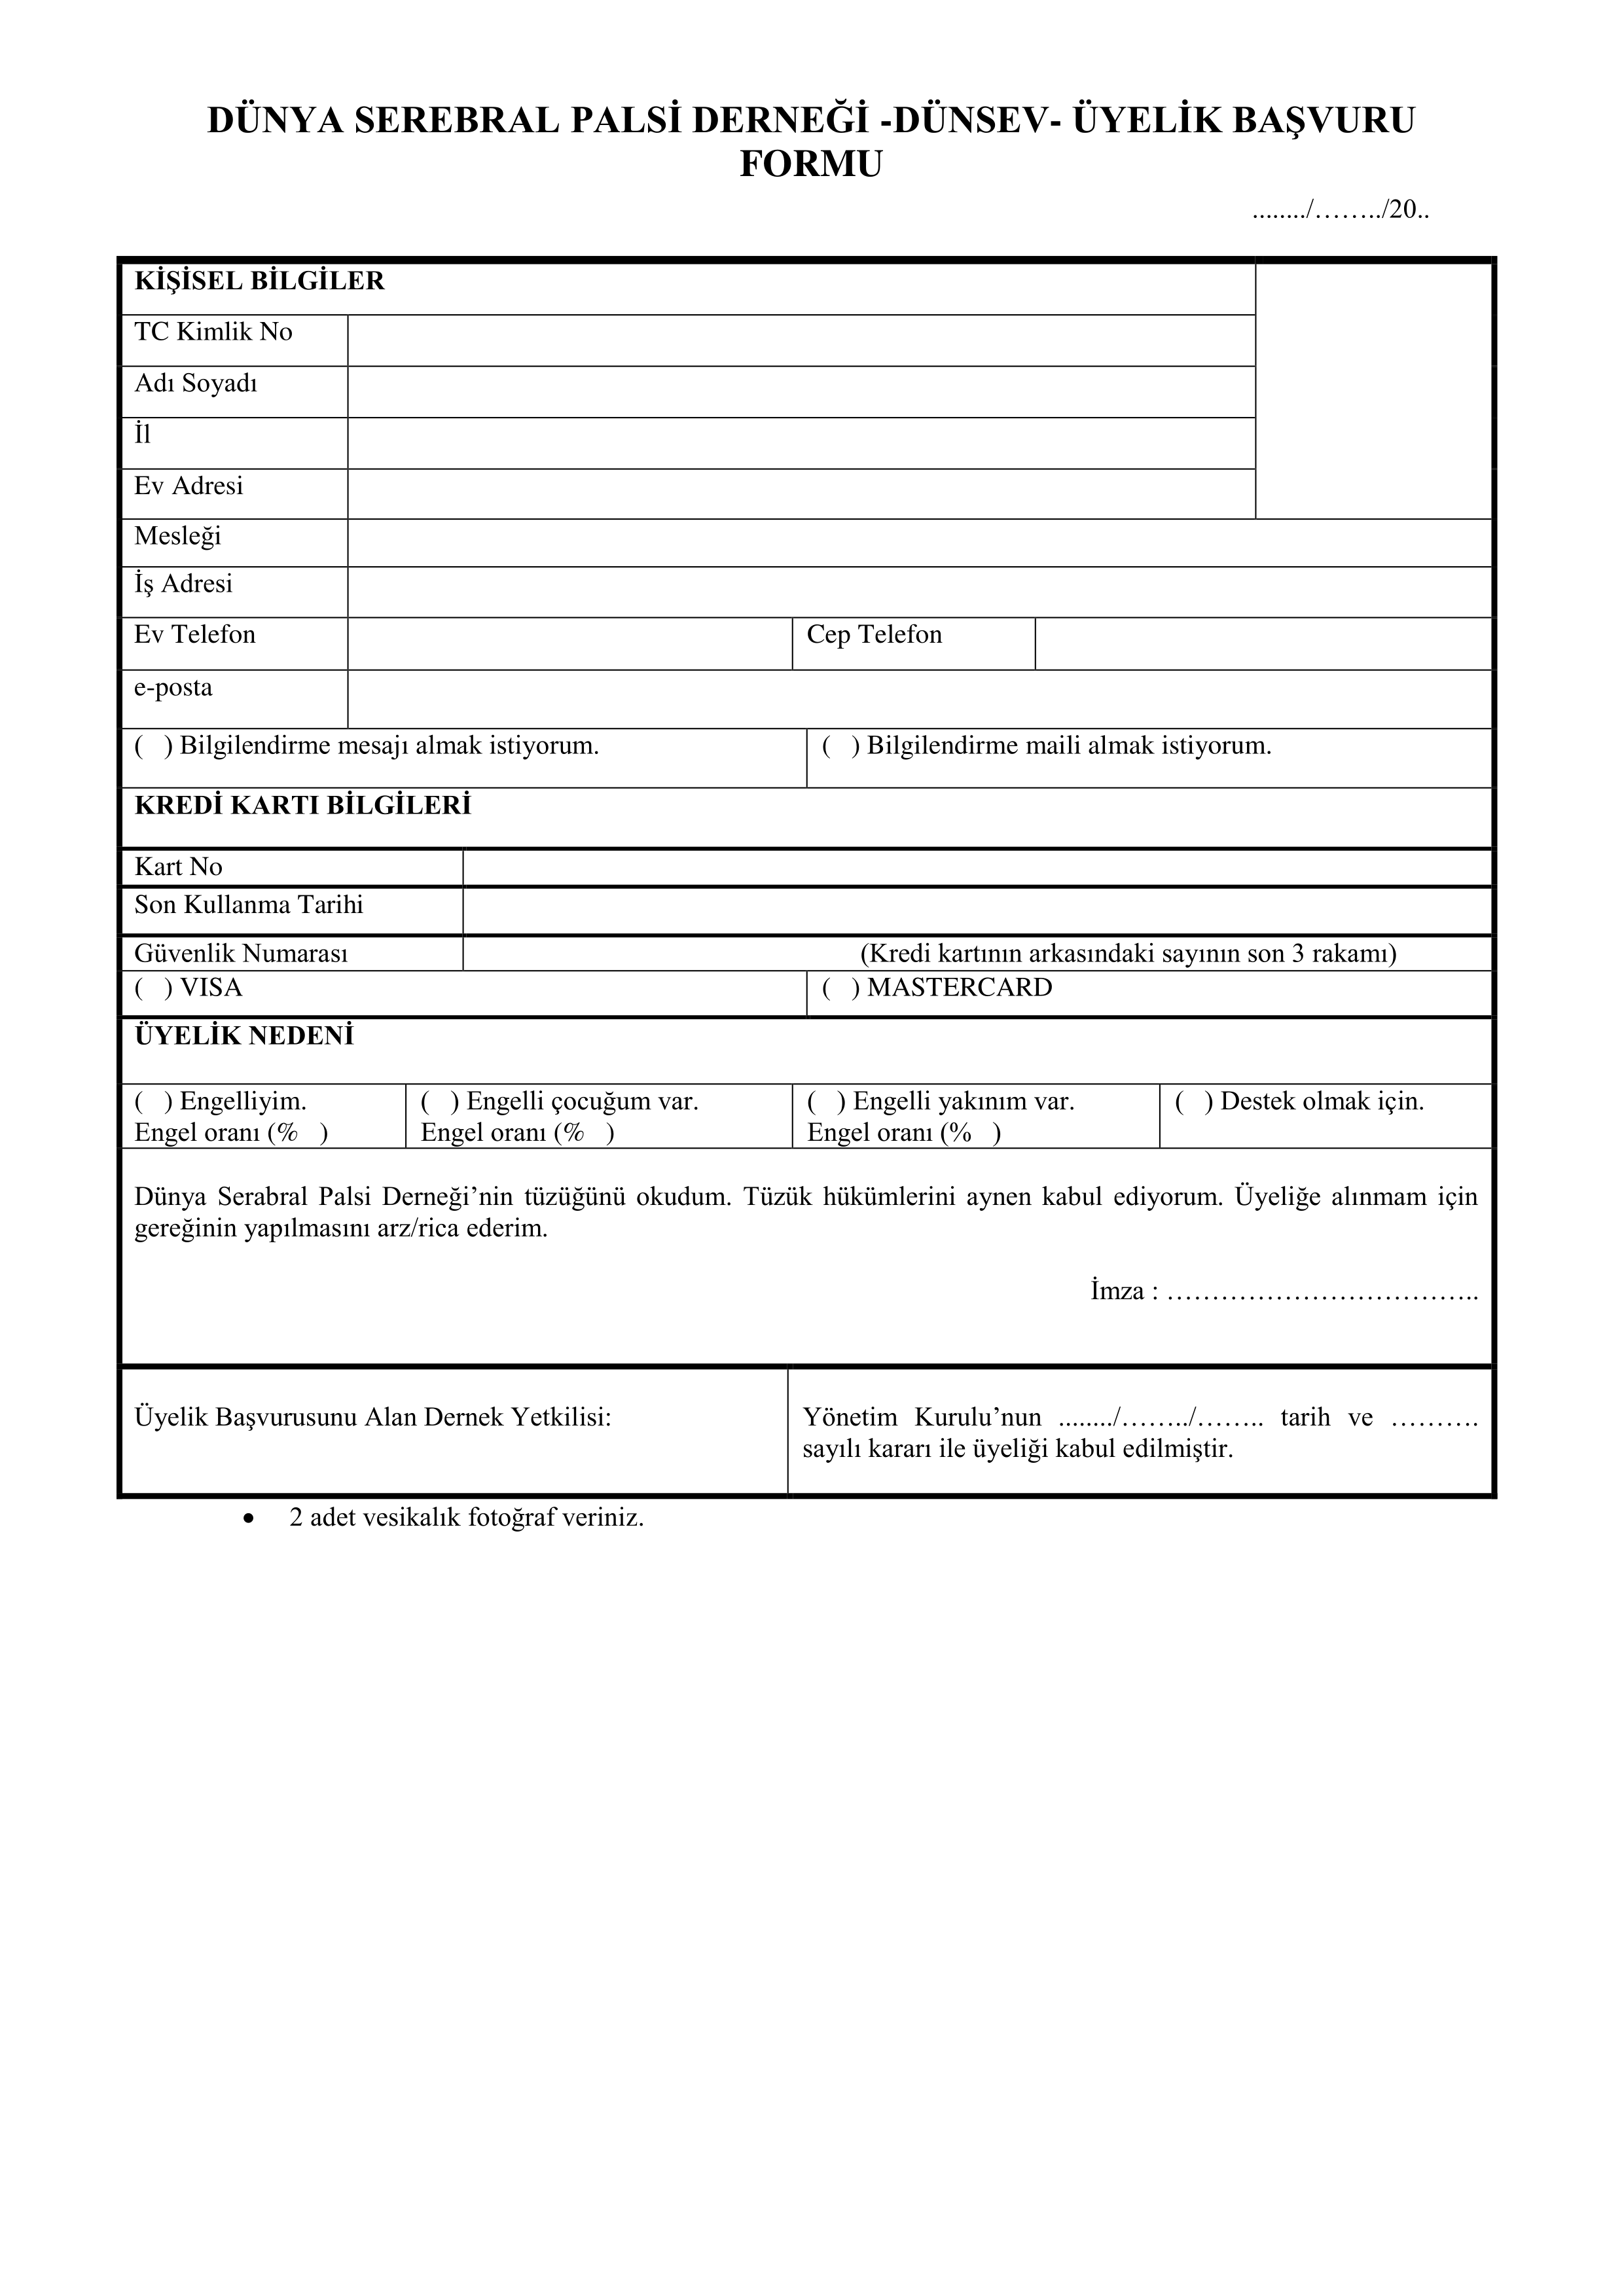 DÜNYA SEREBRAL PALSİ DERNEĞİ -DÜNSEV- ÜYELİK BAŞVURU
FORMU
......../......../20..
KİŞİSEL BİLGİLER
TC Kimlik No
Adı Soyadı
İl
Ev Adresi
Mesleği
İş Adresi
Ev Telefon Cep Telefon
e-posta
(   ) Bilgilendirme mesajı almak istiyorum. (   ) Bilgilendirme maili almak istiyorum.
KREDİ KARTI BİLGİLERİ
Kart No
Son Kullanma Tarihi
Güvenlik Numarası (Kredi kartının arkasındaki sayının son 3 rakamı)
(   ) VISA (   ) MASTERCARD
ÜYELİK NEDENİ
(   ) Engelliyim. (   ) Engelli çocuğum var. (   ) Engelli yakınım var. (   ) Destek olmak için.
Engel oranı (%   ) Engel oranı (%   ) Engel oranı (%   )
Dünya Serabral Palsi Derneği’nin tüzüğünü okudum. Tüzük hükümlerini aynen kabul ediyorum. Üyeliğe alınmam için
gereğinin yapılmasını arz/rica ederim.
İmza : ……………………………..
Üyelik Başvurusunu Alan Dernek Yetkilisi:
Yönetim Kurulu’nun ......../......../........ tarih ve ……….
sayılı kararı ile üyeliği kabul edilmiştir.
• 2 adet vesikalık fotoğraf veriniz.